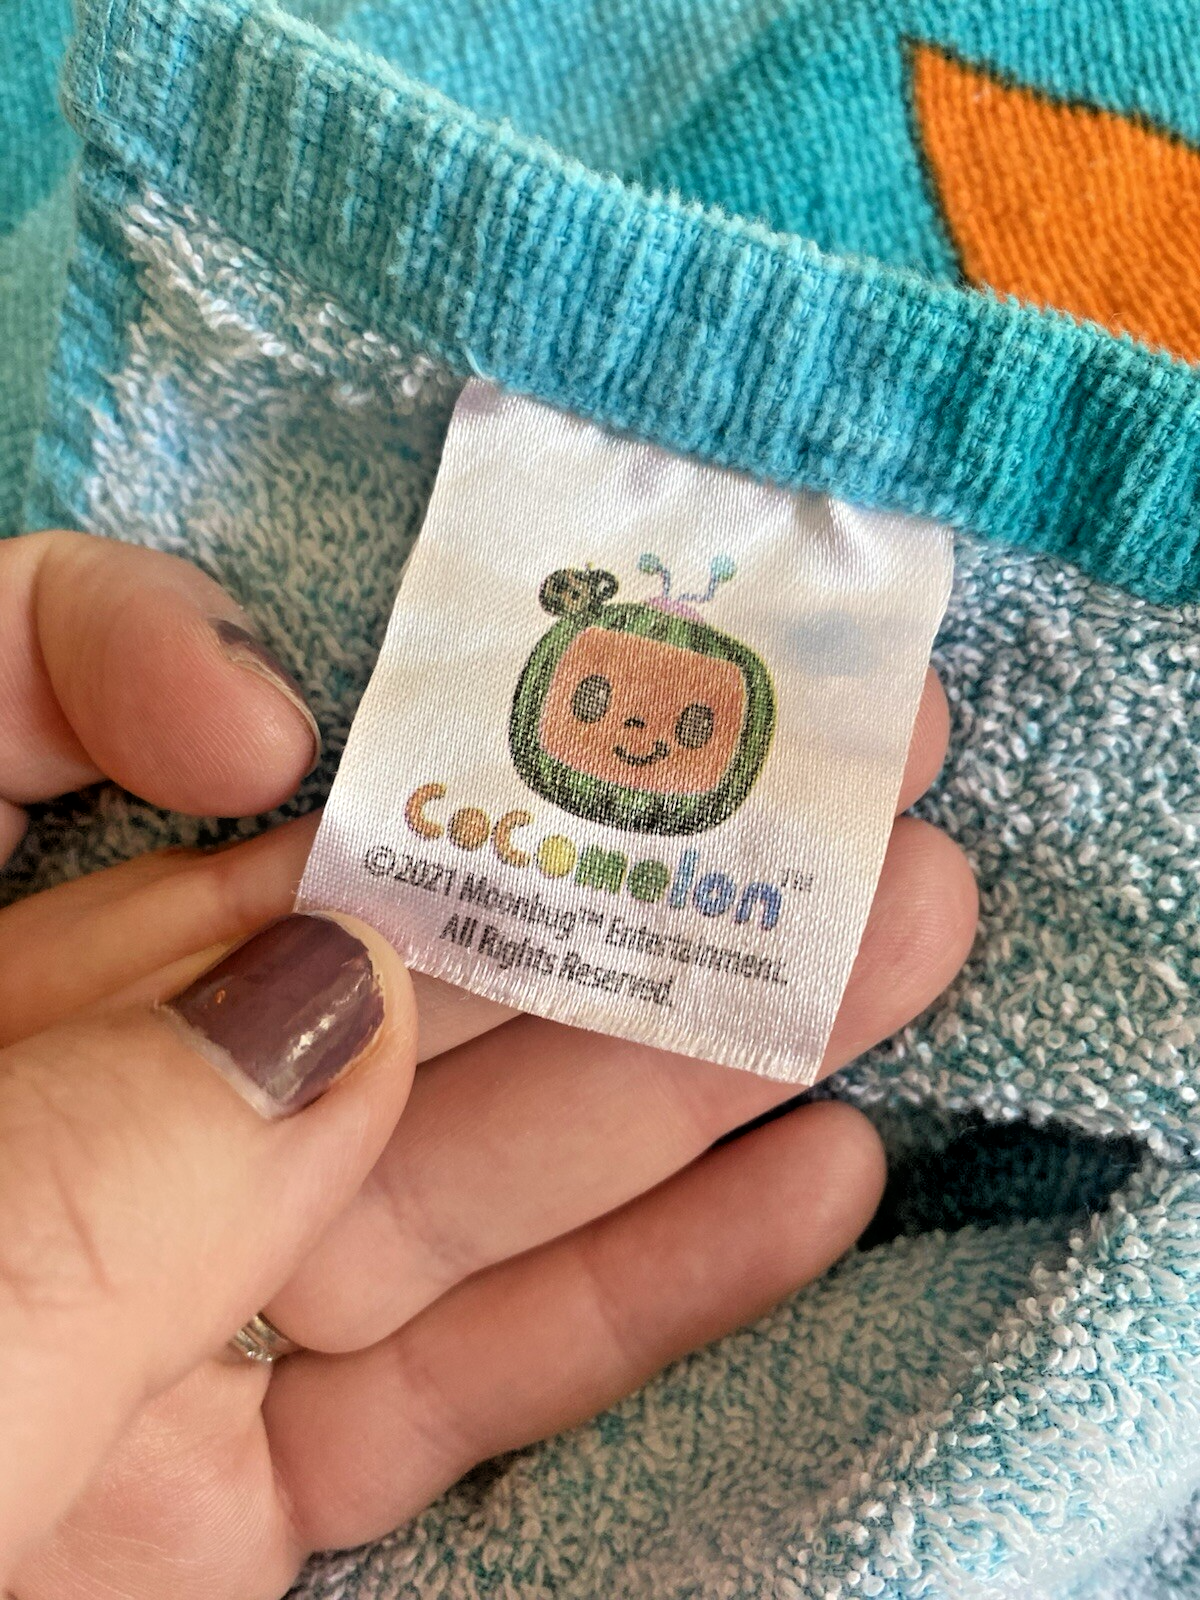 CoComelon™
©2021 Moonbug™ Entertainment.
All Rights Reserved.